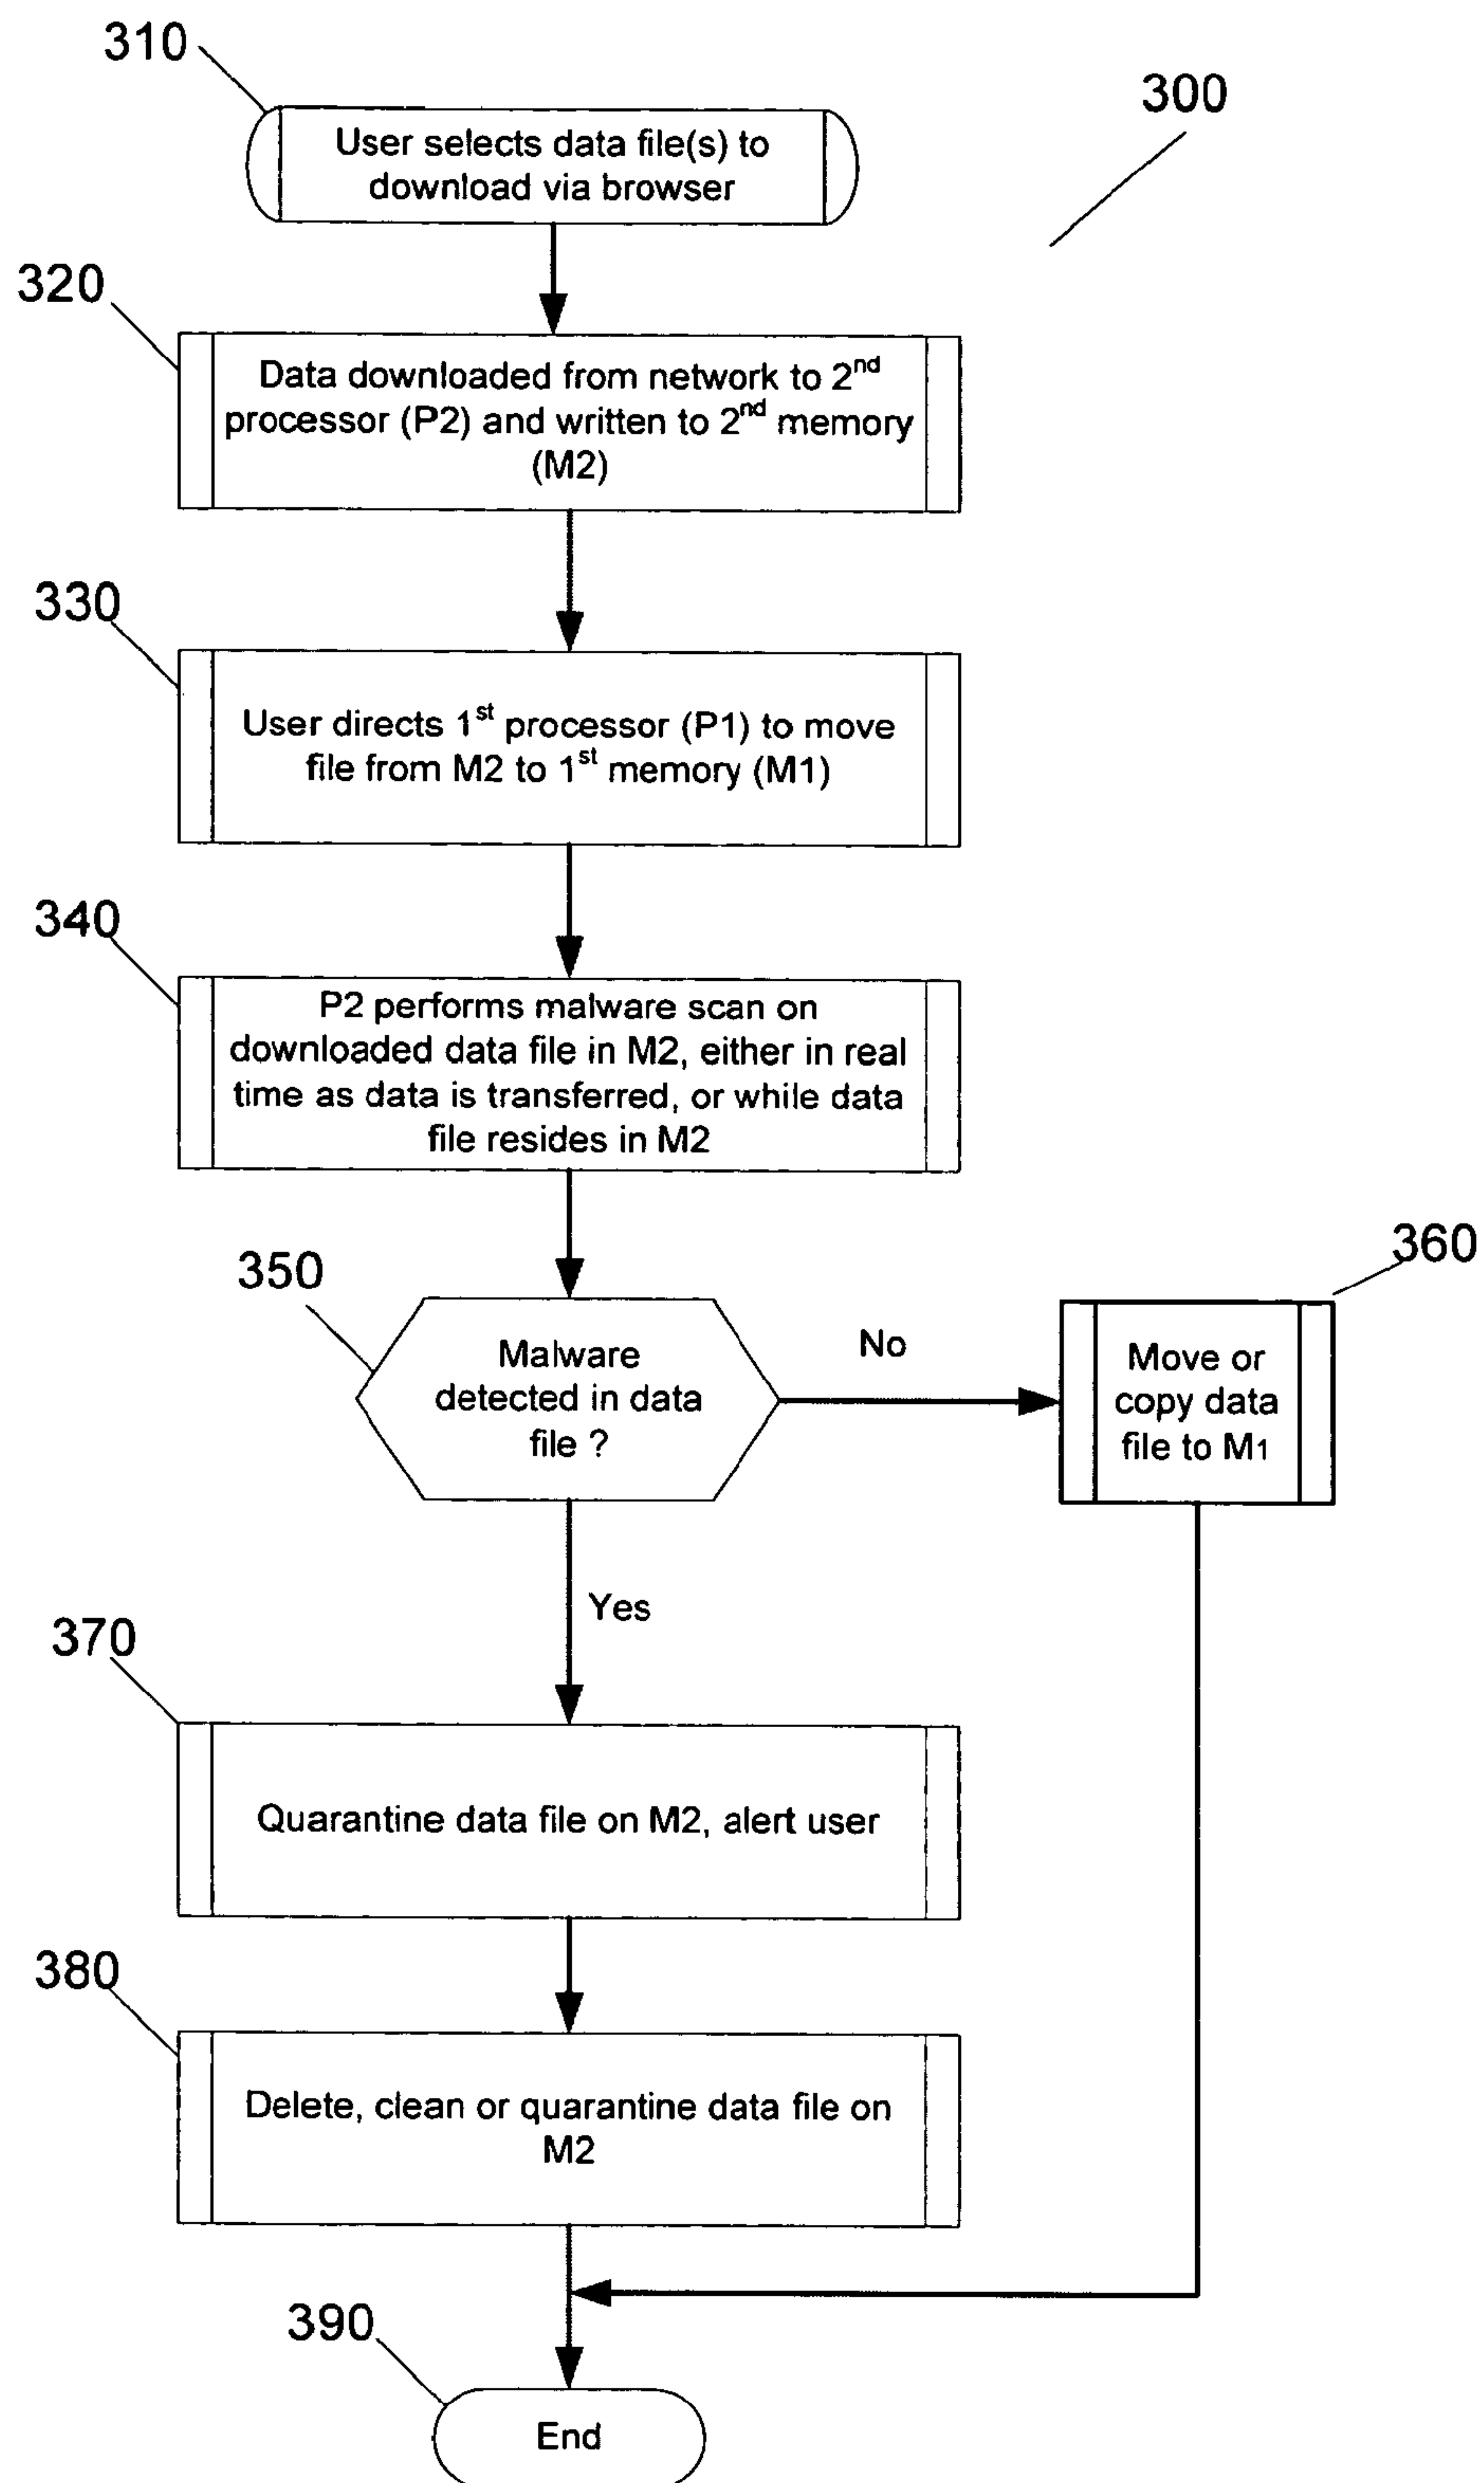 310
300
User selects data file(s) to
download via browser
320
Data downloaded from network to 2nd
processor (P2) and written to 2nd memory
(M2)
330
User directs 1st processor (P1) to move
file from M2 to 1st memory (M1)
340
P2 performs malware scan on
downloaded data file in M2, either in real
time as data is transferred, or while data
file resides in M2
350
360
Malware
detected in data
file ?
No
Move or
copy data
file to M1
Yes
370
Quarantine data file on M2, alert user
380
Delete, clean or quarantine data file on
M2
390
End